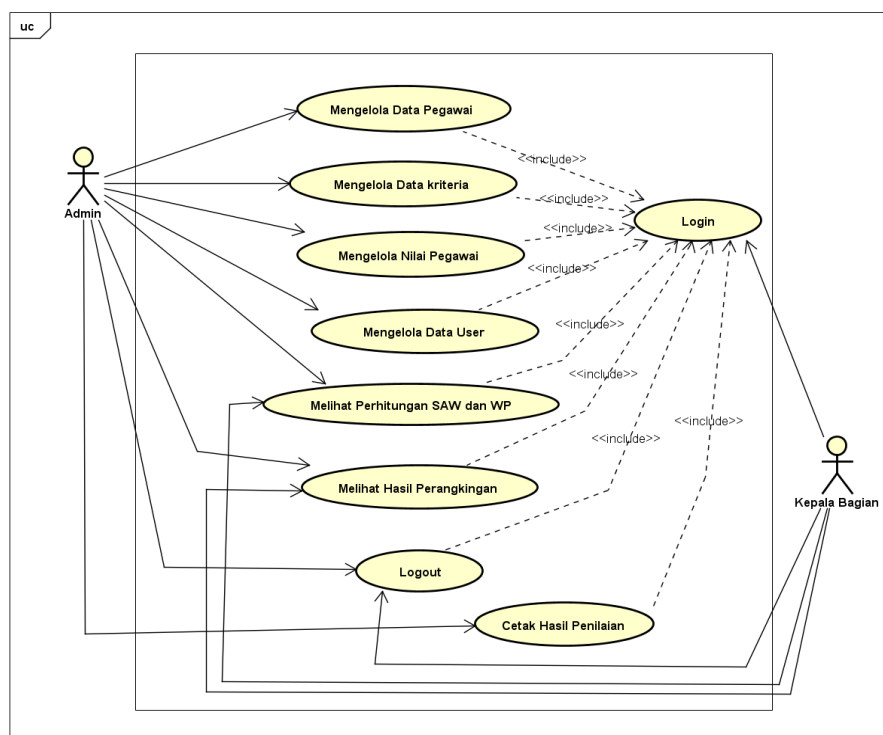 uc
Mengelola Data Pegawai
<<include>>
Admin
Mengelola Data kriteria
<<include>>
Login
Mengelola Nilai Pegawai
<<include>>
<<include>>
Mengelola Data User
<<include>>
<<include>>
Melihat Perhitungan SAW dan WP
<<include>>
<<include>>
Melihat Hasil Perangkingan
Kepala Bagian
Logout
Cetak Hasil Penilaian